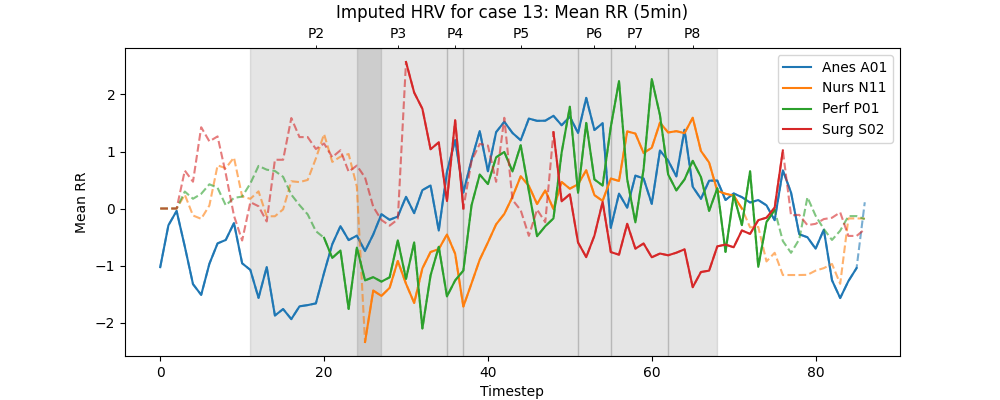 Imputed HRV for case 13: Mean RR (5min)
P2 P3 P4 P5 P6 P7 P8
Anes A01
Nurs N11
Perf P01
Surg S02
2
1
0
−1
−2
Mean RR
0 20 40 60 80
Timestep